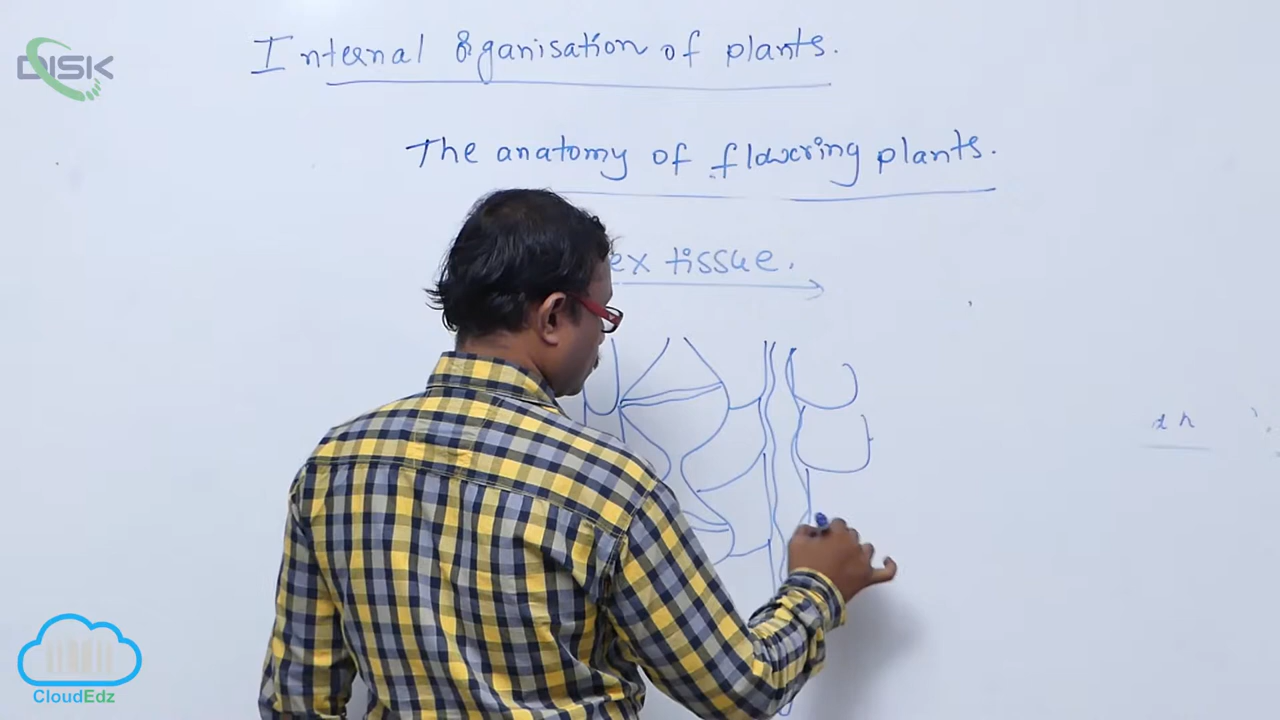 Internal organisation of plants.
DISK
The anatomy of flowering plants.
ex tissue.
CloudEdz